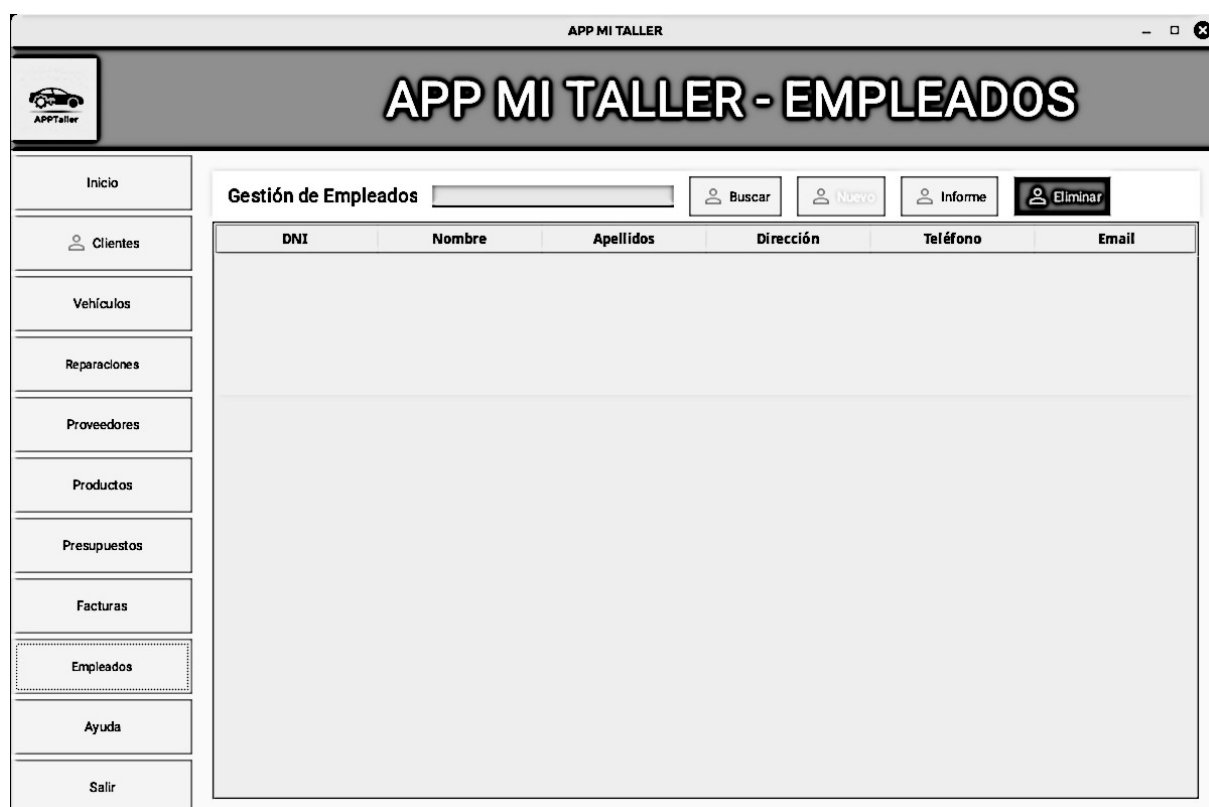 APP MI TALLER
APPTaller
APP MI TALLER - EMPLEADOS
Inicio
Clientes
Vehículos
Reparaciones
Proveedores
Productos
Presupuestos
Facturas
Empleados
Ayuda
Salir
Gestión de Empleados Buscar Nuevo Informe Eliminar
DNI Nombre Apellidos Dirección Teléfono Email